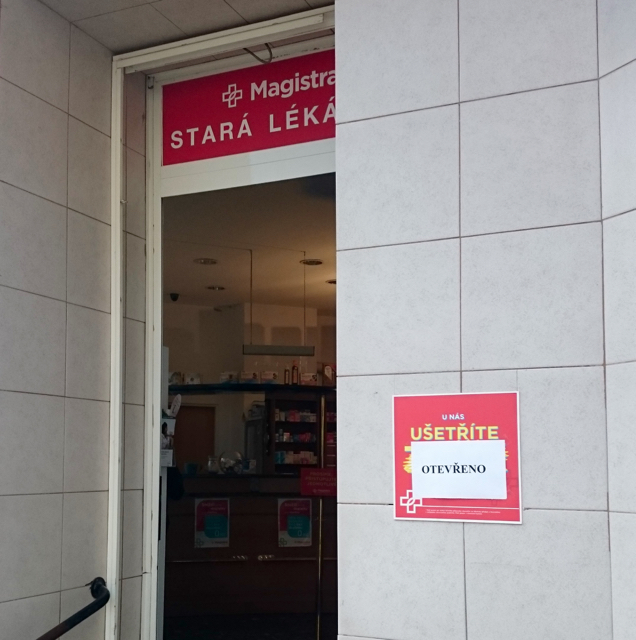 Magistra
STARÁ LÉKÁ
U NÁS
UŠETŘÍTE
OTEVŘENO